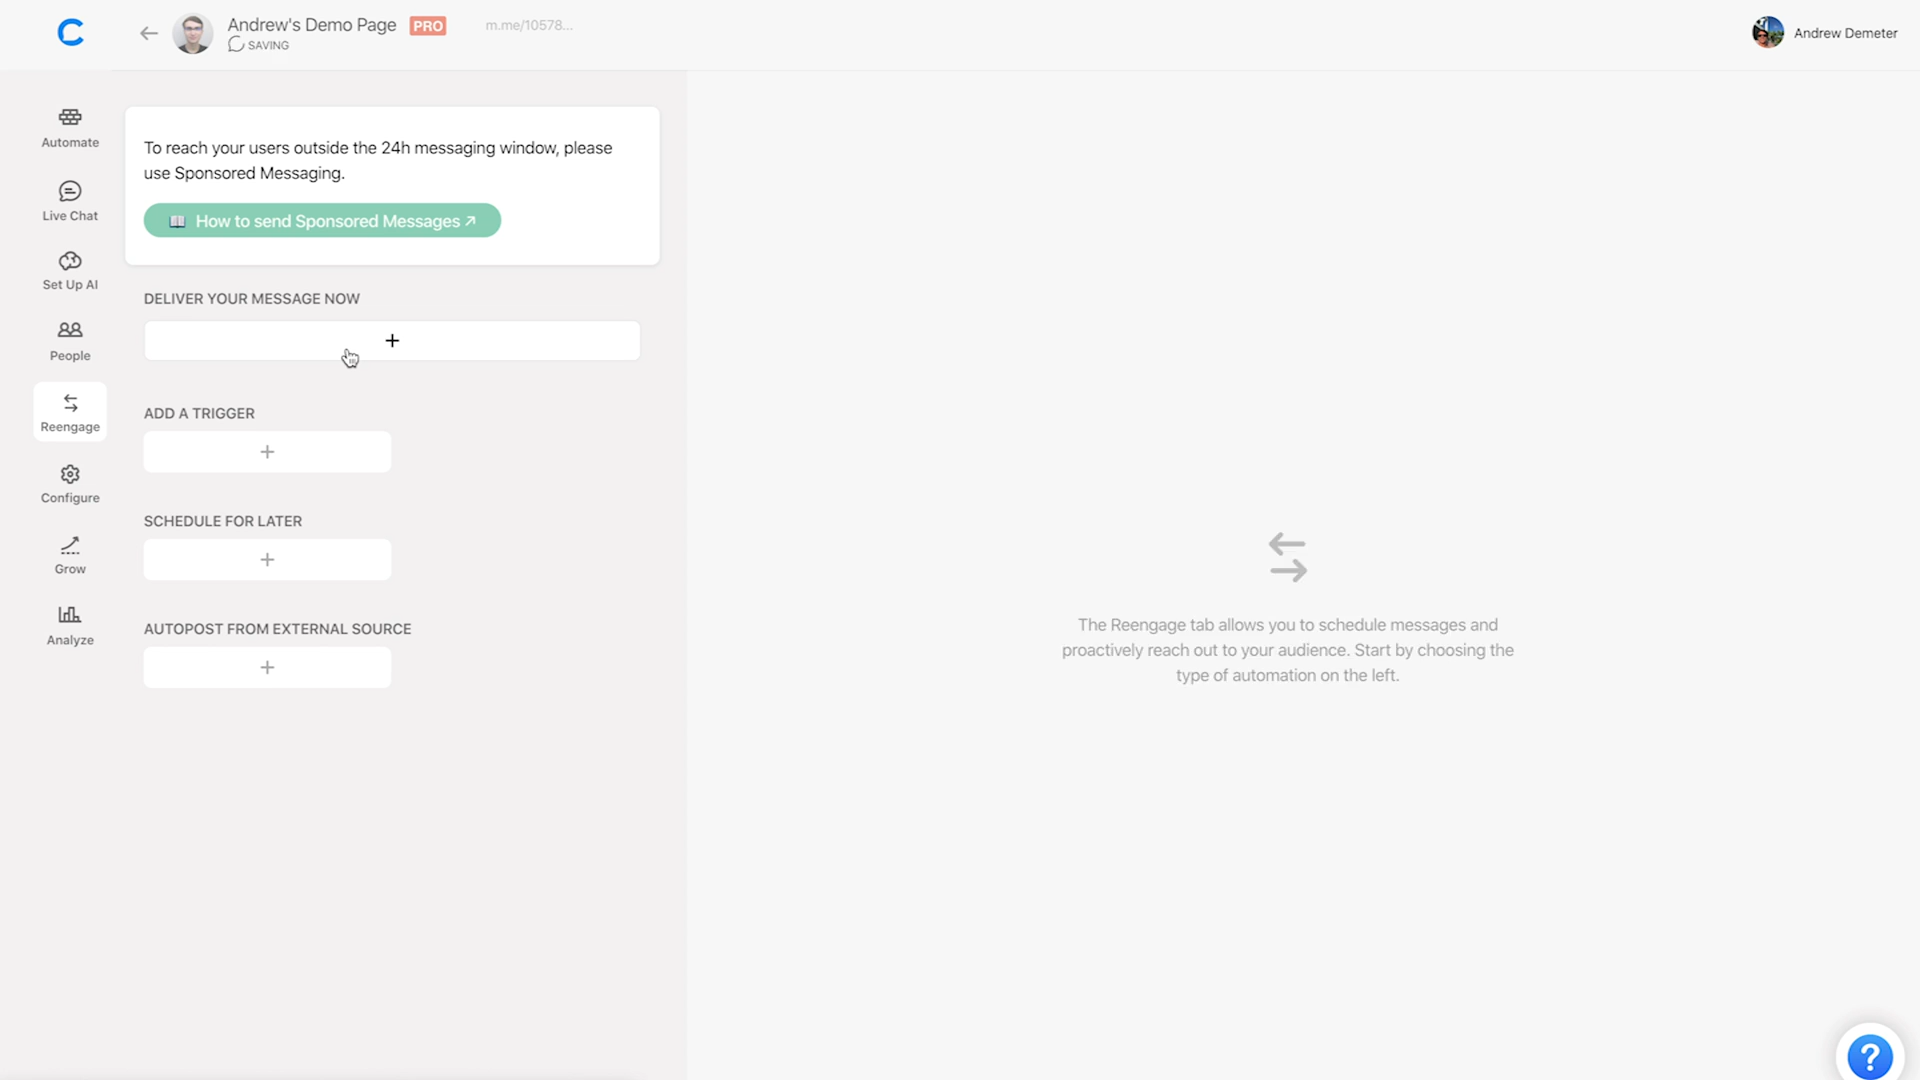 Andrew's Demo Page PRO m.me/10578...
SAVING
Andrew Demeter
Automate
Live Chat
Set Up AI
People
Reengage
Configure
Grow
Analyze
To reach your users outside the 24h messaging window, please
use Sponsored Messaging.
How to send Sponsored Messages ↗
DELIVER YOUR MESSAGE NOW
+
ADD A TRIGGER
+
SCHEDULE FOR LATER
+
AUTOPOST FROM EXTERNAL SOURCE
+
The Reengage tab allows you to schedule messages and
proactively reach out to your audience. Start by choosing the
type of automation on the left.
?